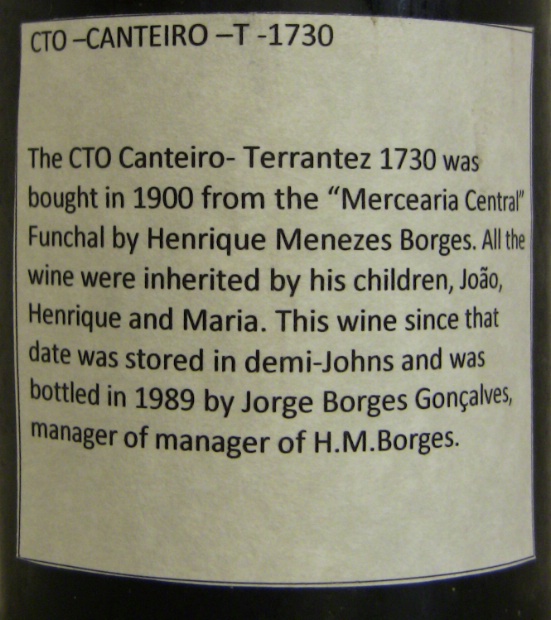 CTO –CANTEIRO –T -1730
The CTO Canteiro- Terrantez 1730 was
bought in 1900 from the “Mercearia Central”
Funchal by Henrique Menezes Borges. All the
wine were inherited by his children, João,
Henrique and Maria. This wine since that
date was stored in demi-Johns and was
bottled in 1989 by Jorge Borges Gonçalves,
manager of manager of H.M.Borges.